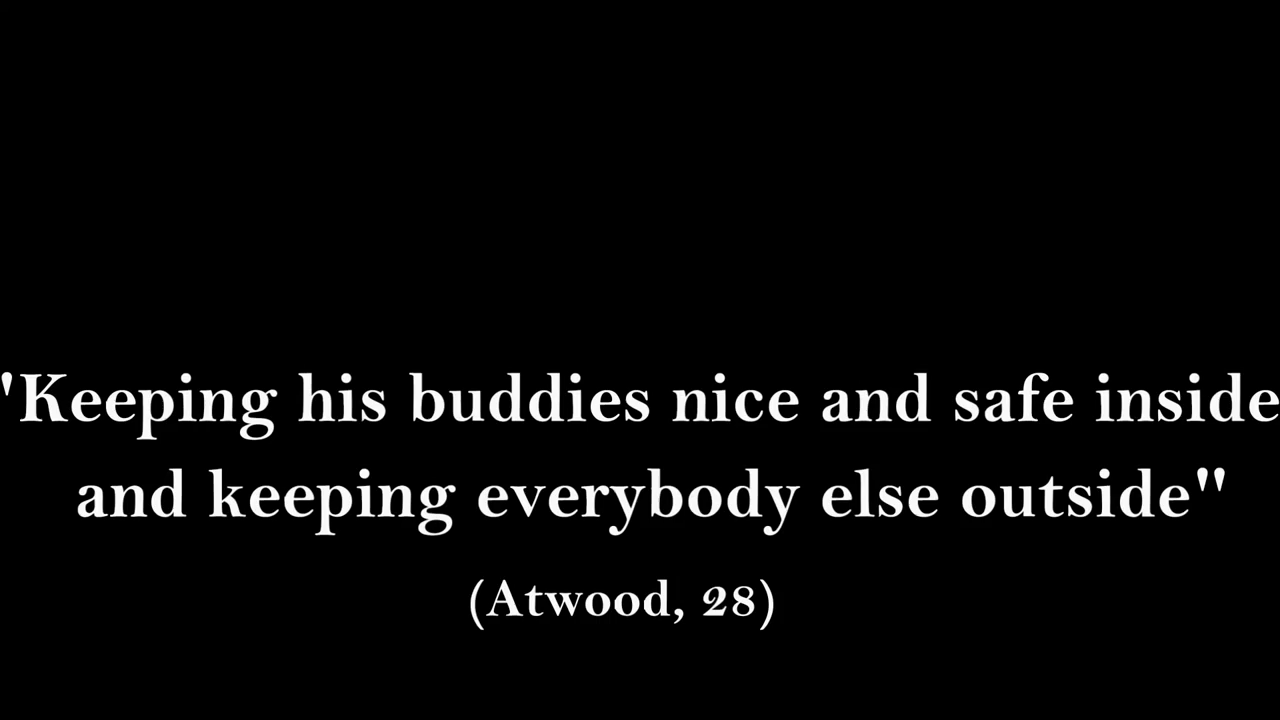 "Keeping his buddies nice and safe inside
and keeping everybody else outside"
(Atwood, 28)